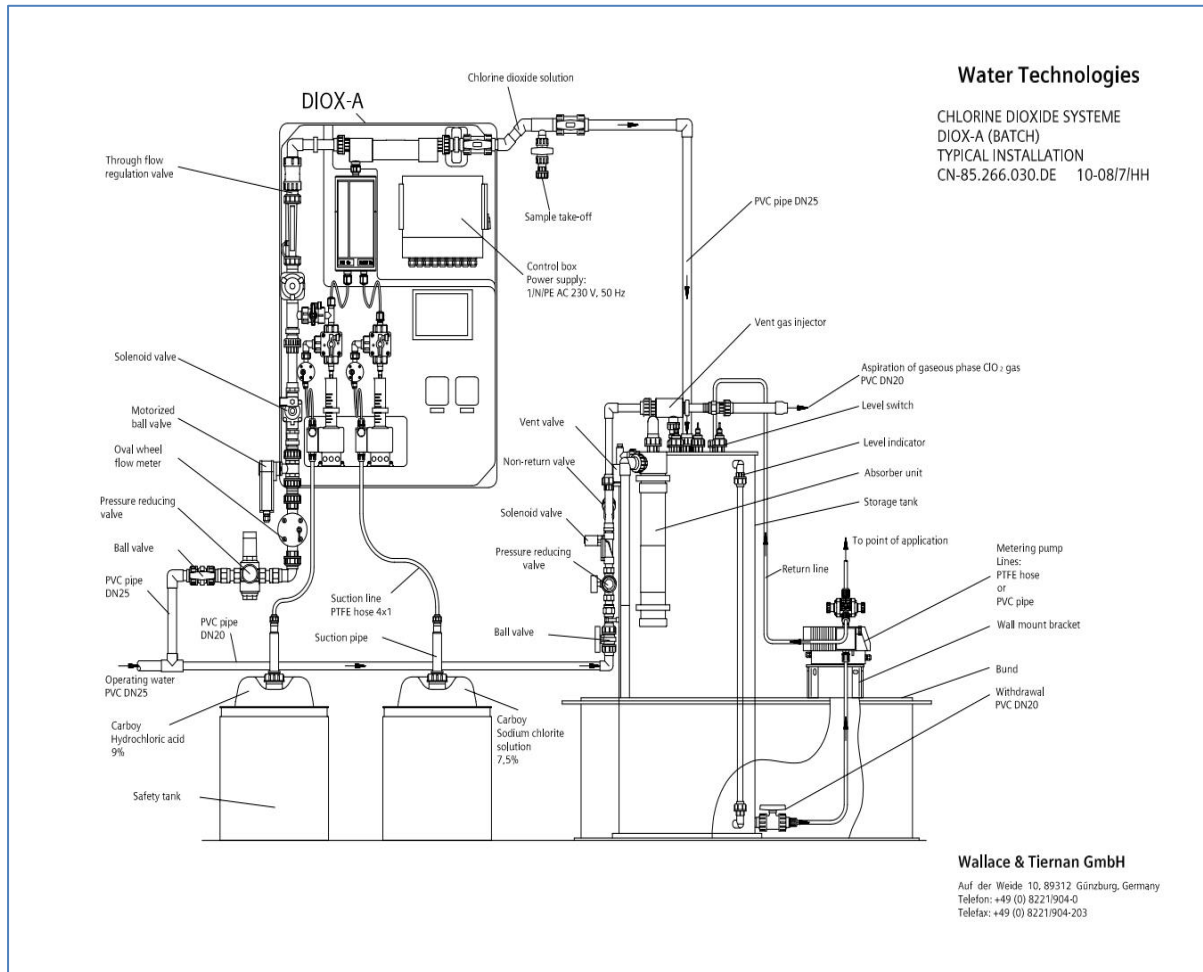 Water Technologies
CHLORINE DIOXIDE SYSTEME
DIOX-A (BATCH)
TYPICAL INSTALLATION
CN-85.266.030.DE 10-08/7/HH
Chlorine dioxide solution
DIOX-A
Through flow
regulation valve
Sample take-off
PVC pipe DN25
Control box
Power supply:
1/N/PE AC 230 V, 50 Hz
Vent gas injector
Solenoid valve
Aspiration of gaseous phase ClO₂ gas
PVC DN20
Level switch
Motorized
ball valve
Vent valve
Level indicator
Oval wheel
flow meter
Non-return valve
Absorber unit
Storage tank
Pressure reducing
valve
Solenoid valve
To point of application
Metering pump
Lines:
PTFE hose
or
PVC pipe
Ball valve
Pressure reducing
valve
Return line
PVC pipe
DN25
Suction line
PTFE hose 4x1
PVC pipe
DN20
Suction pipe
Ball valve
Wall mount bracket
Operating water
PVC DN25
Bund
Withdrawal
PVC DN20
Carboy
Hydrochloric acid
9%
Carboy
Sodium chlorite
solution
7,5%
Safety tank
Wallace & Tiernan GmbH
Auf der Weide 10, 89312 Günzburg, Germany
Telefon: +49 (0) 8221/904-0
Telefax: +49 (0) 8221/904-203